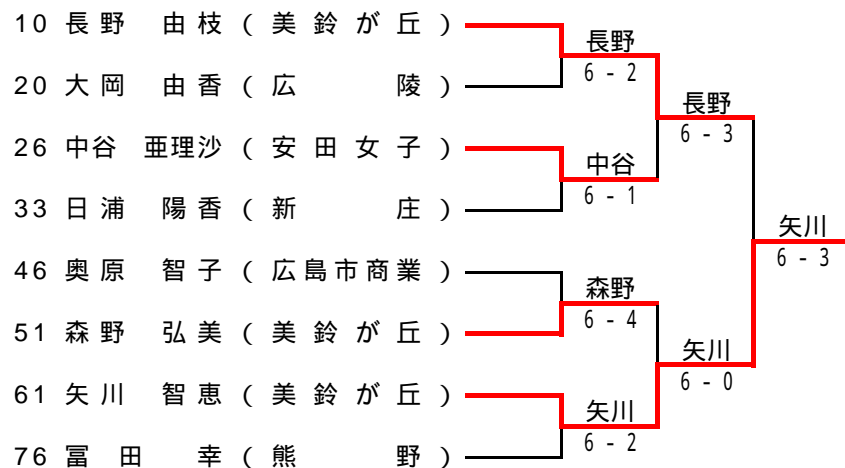 10 長野 由枝 ( 美鈴が丘 )
長野
20 大岡 由香 ( 広 陵 )
6 - 2
長野
6 - 3
26 中谷 亜理沙 ( 安田女子 )
中谷
33 日浦 陽香 ( 新 庄 )
6 - 1
矢川
6 - 3
46 奥原 智子 ( 広島市商業 )
森野
51 森野 弘美 ( 美鈴が丘 )
6 - 4
矢川
6 - 0
61 矢川 智恵 ( 美鈴が丘 )
矢川
76 冨田 幸 ( 熊 野 )
6 - 2